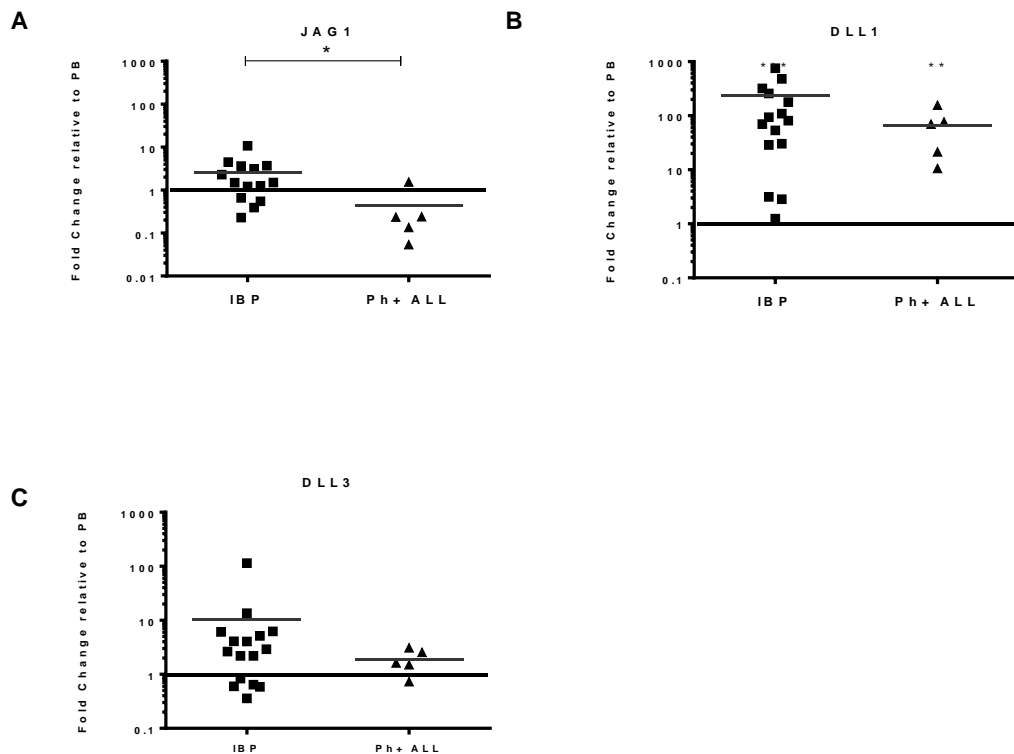 A
JAG1
*
Fold Change relative to PB
1000
100
10
1
0.1
0.01
IBP
Ph+ ALL
B
DLL1
Fold Change relative to PB
1000
100
10
1
0.1
* *
* *
IBP
Ph+ ALL
C
DLL3
Fold Change relative to PB
1000
100
10
1
0.1
IBP
Ph+ ALL